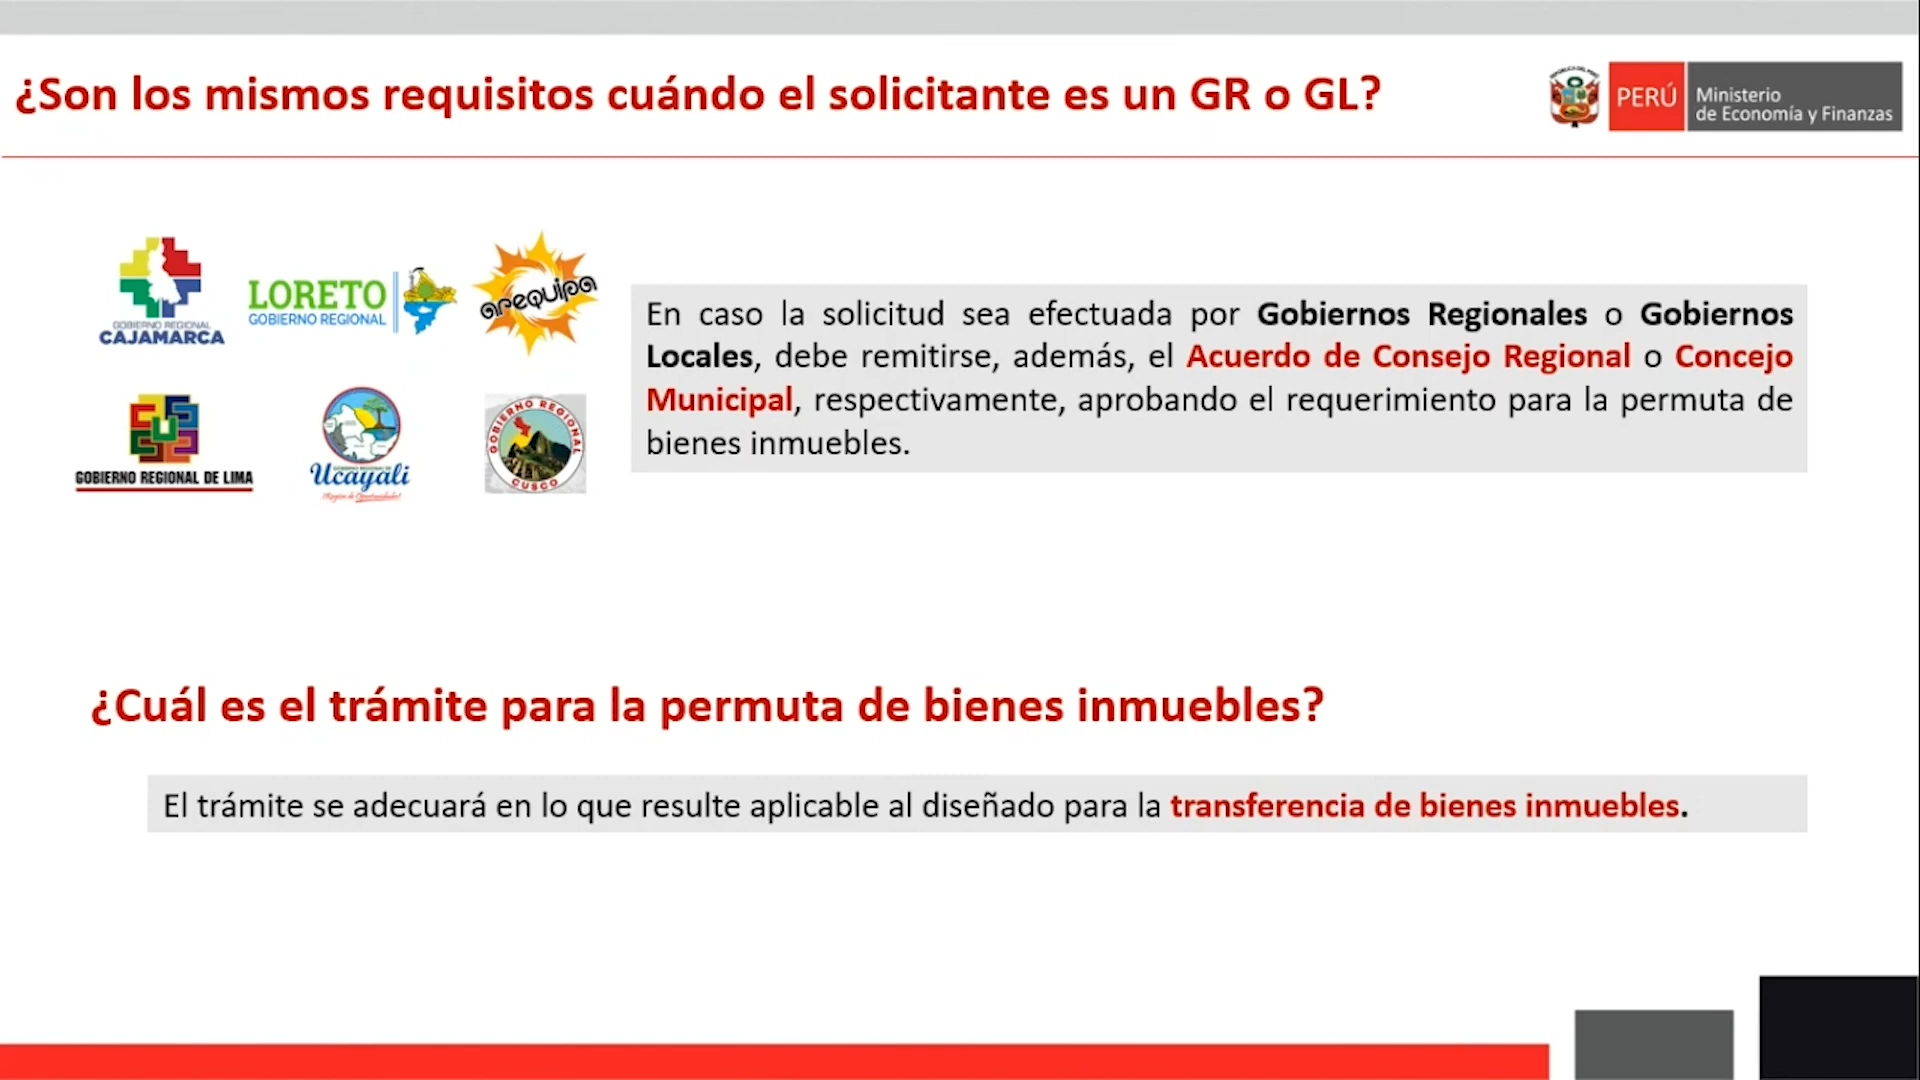 ¿Son los mismos requisitos cuándo el solicitante es un GR o GL?
PERÚ
Ministerio
de Economía y Finanzas
GOBIERNO REGIONAL
CAJAMARCA
LORETO
GOBIERNO REGIONAL
arequipa
GOBIERNO REGIONAL DE LIMA
Ucayali
GOBIERNO REGIONAL
CUSCO
En caso la solicitud sea efectuada por Gobiernos Regionales o Gobiernos
Locales, debe remitirse, además, el Acuerdo de Consejo Regional o Concejo
Municipal, respectivamente, aprobando el requerimiento para la permuta de
bienes inmuebles.
¿Cuál es el trámite para la permuta de bienes inmuebles?
El trámite se adecuará en lo que resulte aplicable al diseñado para la transferencia de bienes inmuebles.